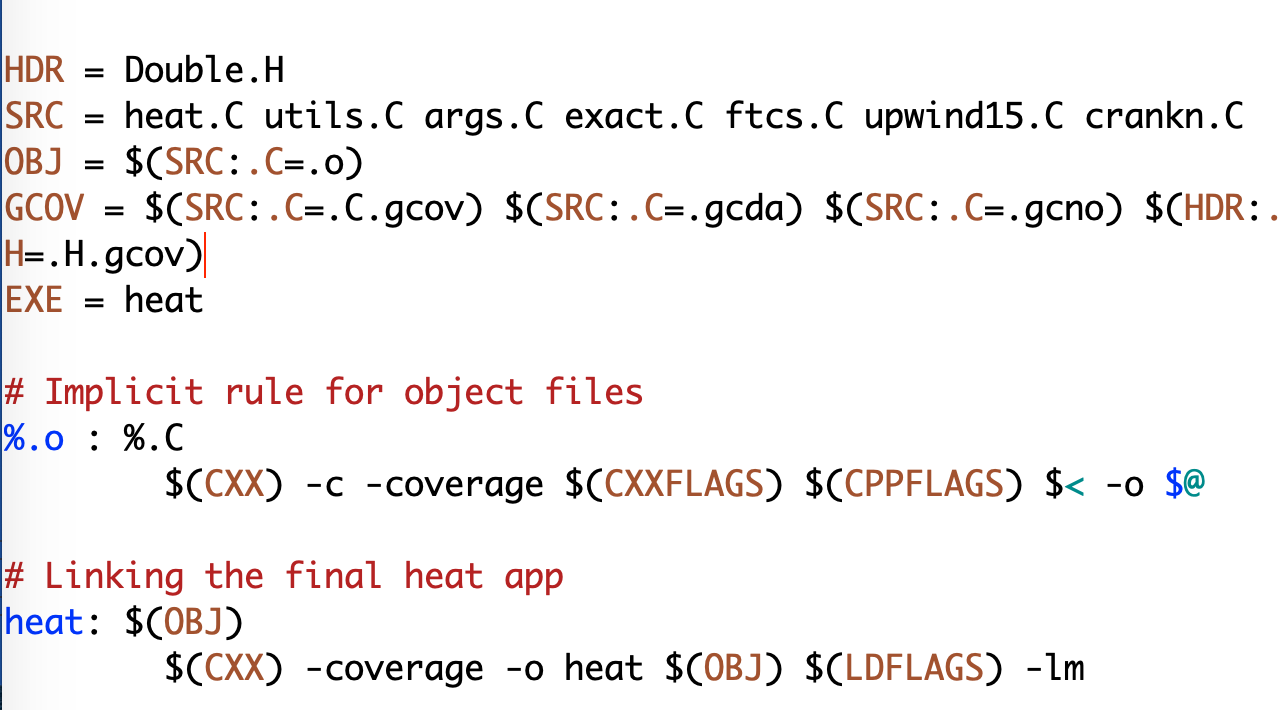 HDR = Double.H
SRC = heat.C utils.C args.C exact.C ftcs.C upwind15.C crankn.C
OBJ = $(SRC:.C=.o)
GCOV = $(SRC:.C=.C.gcov) $(SRC:.C=.gcda) $(SRC:.C=.gcno) $(HDR:.
H=.H.gcov)
EXE = heat
# Implicit rule for object files
%.o : %.C
$(CXX) -c -coverage $(CXXFLAGS) $(CPPFLAGS) $< -o $@
# Linking the final heat app
heat: $(OBJ)
$(CXX) -coverage -o heat $(OBJ) $(LDFLAGS) -lm